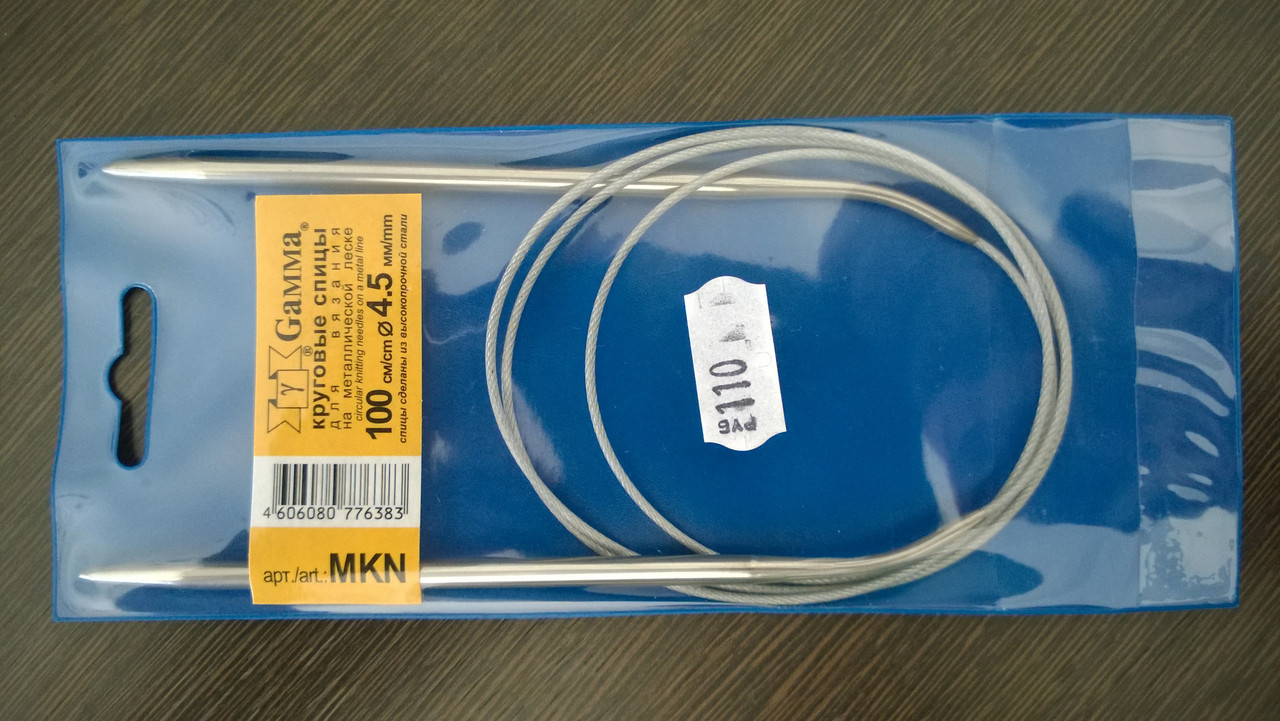 γ® Gamma®
круговые спицы
для вязания
на металлической леске
circular knitting needles on a metal line
100 см/cm ⌀ 4.5 мм/mm
спицы сделаны из высокопрочной стали
4 606080 776383
арт./art.: MKN
110
руб